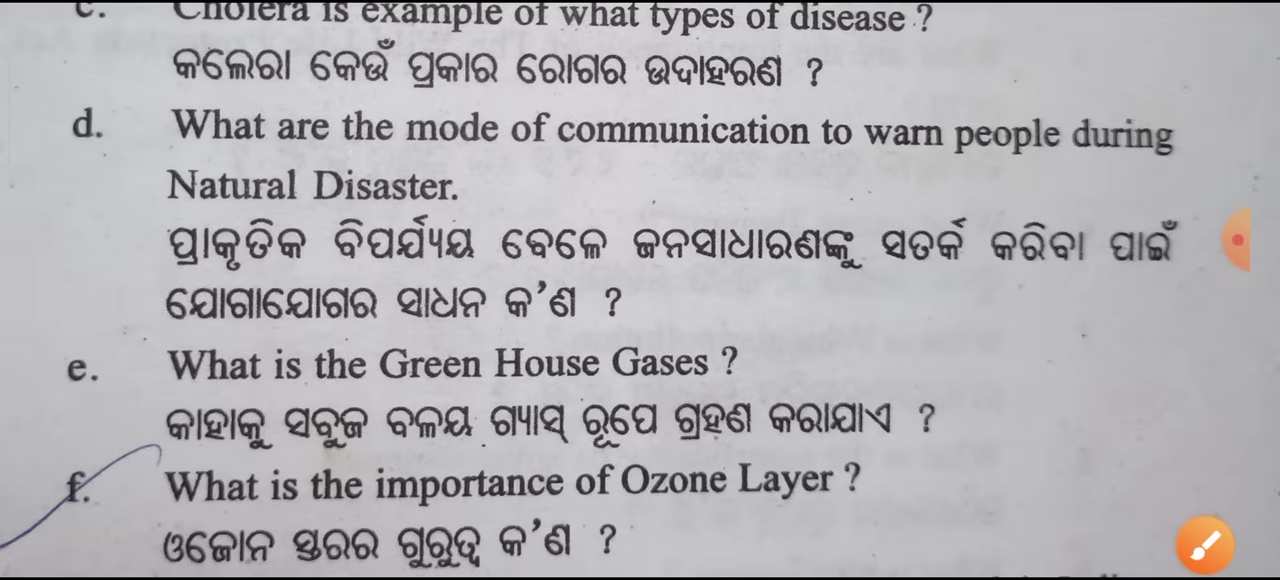 c. Cholera is example of what types of disease ?
କଲେରା କେଉଁ ପ୍ରକାର ରୋଗର ଉଦାହରଣ ?
d. What are the mode of communication to warn people during
Natural Disaster.
ପ୍ରାକୃତିକ ବିପର୍ଯ୍ୟୟ ବେଳେ ଜନସାଧାରଣଙ୍କୁ ସତର୍କ କରିବା ପାଇଁ
ଯୋଗାଯୋଗର ସାଧନ କ'ଣ ?
e. What is the Green House Gases ?
କାହାକୁ ସବୁଜ ବଳୟ ଗ୍ୟାସ୍ ରୂପେ ଗ୍ରହଣ କରାଯାଏ ?
f. What is the importance of Ozone Layer ?
ଓଜୋନ ସ୍ତରର ଗୁରୁତ୍ୱ କ'ଣ ?